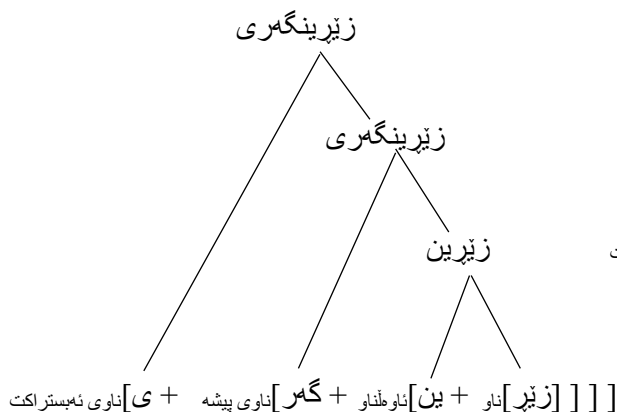 زێڕینگەری
زێڕینگەری
زێڕین
ت
[ [ [ [زێڕ]ناو + ین]ئاوەڵناو + گەر]ناوی پیشە + ی]ناوی ئەبستراکت